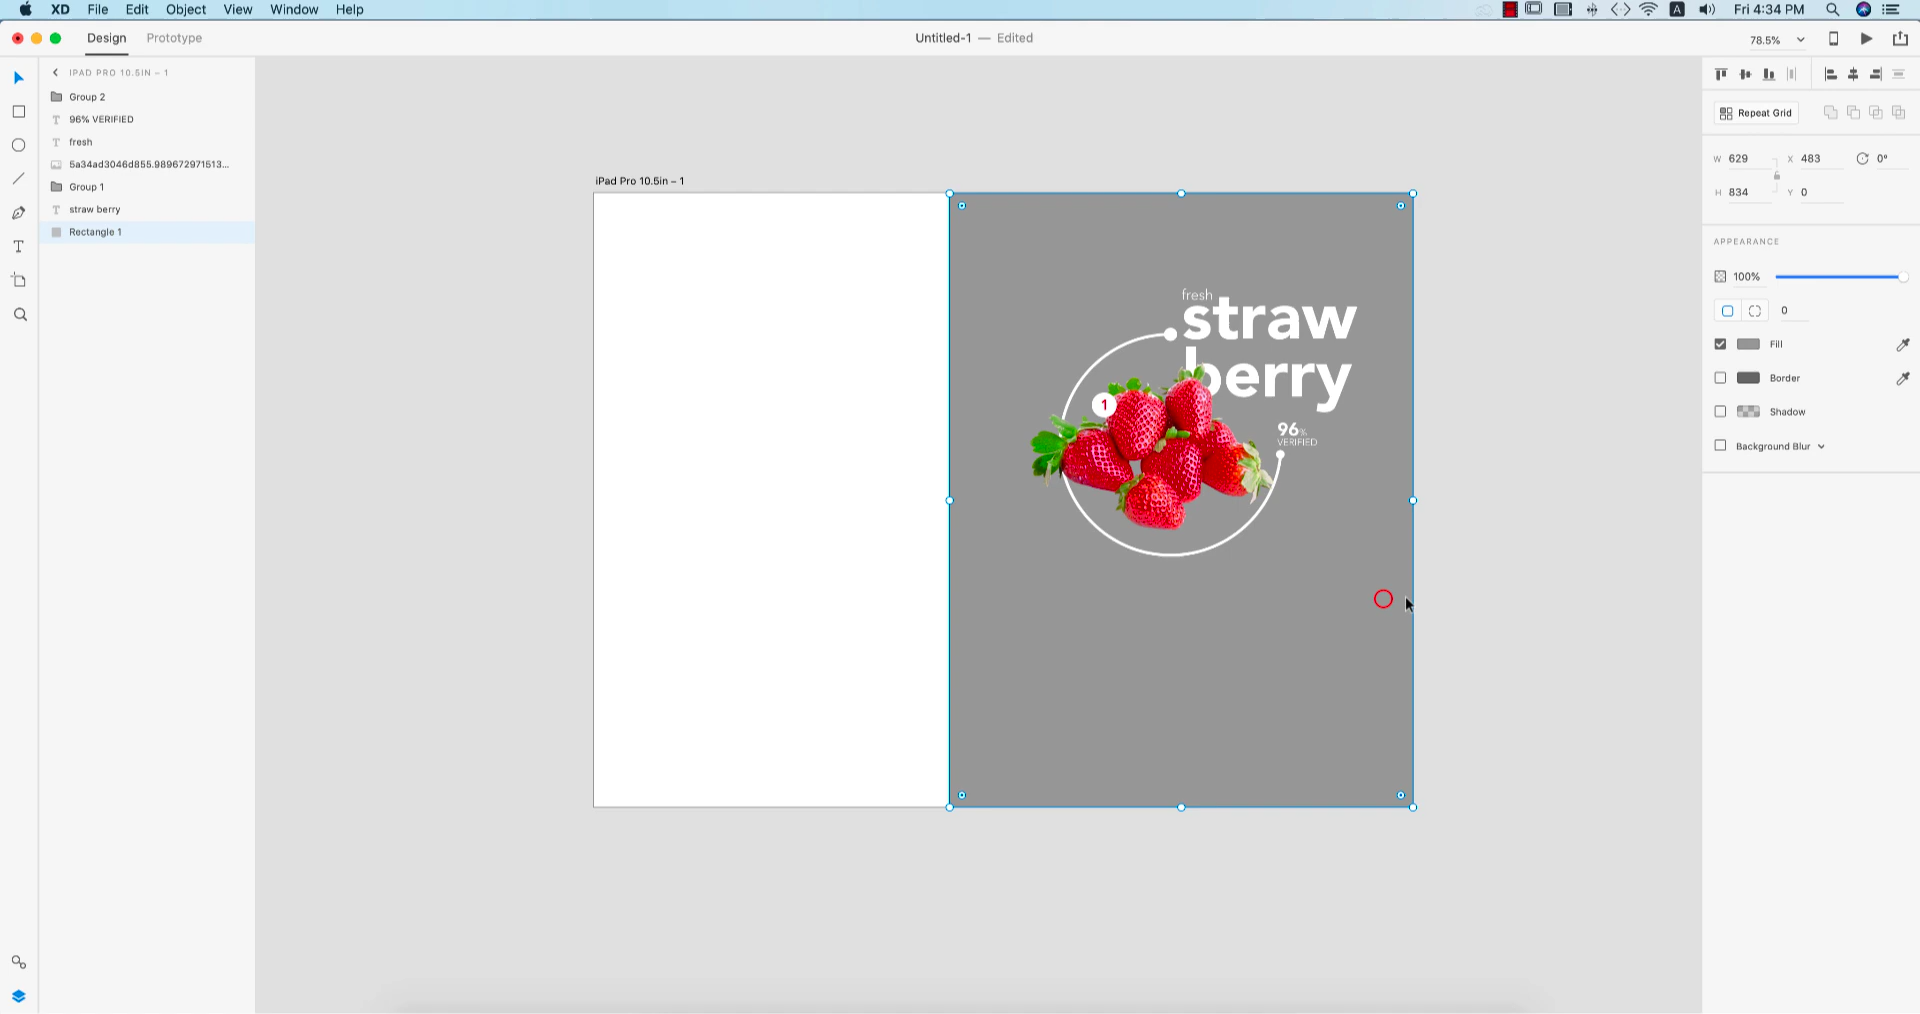 XD File Edit Object View Window Help
A Fri 4:34 PM
Design Prototype
Untitled-1 — Edited
78.5%
IPAD PRO 10.5IN – 1
Group 2
96% VERIFIED
fresh
5a34ad3046d855.989672971513...
Group 1
straw berry
Rectangle 1
iPad Pro 10.5in – 1
fresh
straw
berry
1
96%
VERIFIED
Repeat Grid
W 629 X 483 0°
H 834 Y 0
APPEARANCE
100%
0
Fill
Border
Shadow
Background Blur